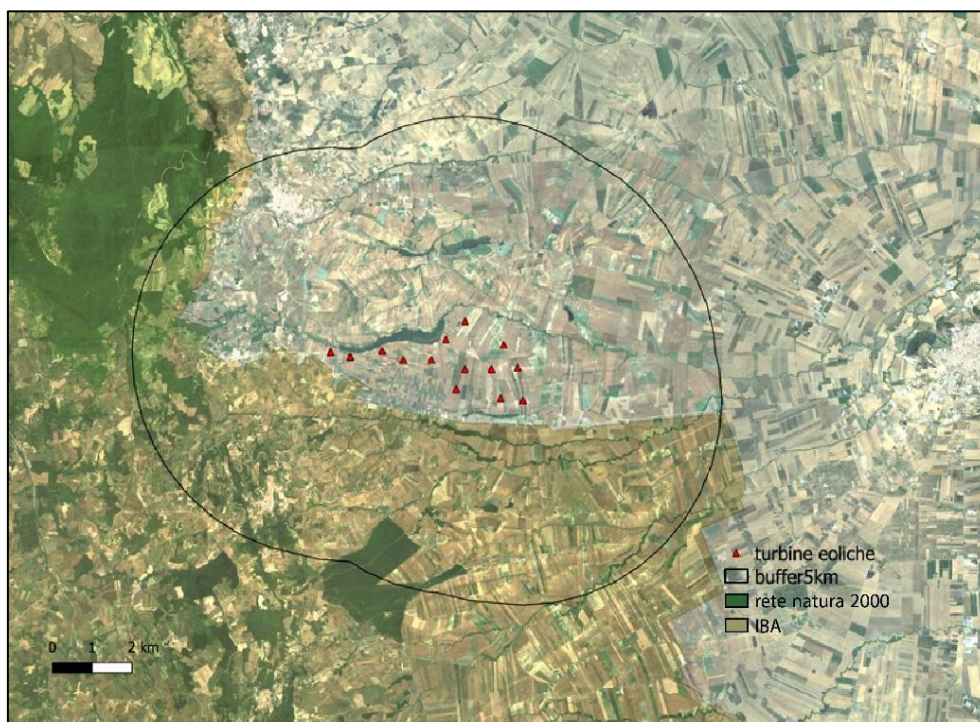 turbine eoliche
buffer5km
rete natura 2000
IBA
0 1 2 km